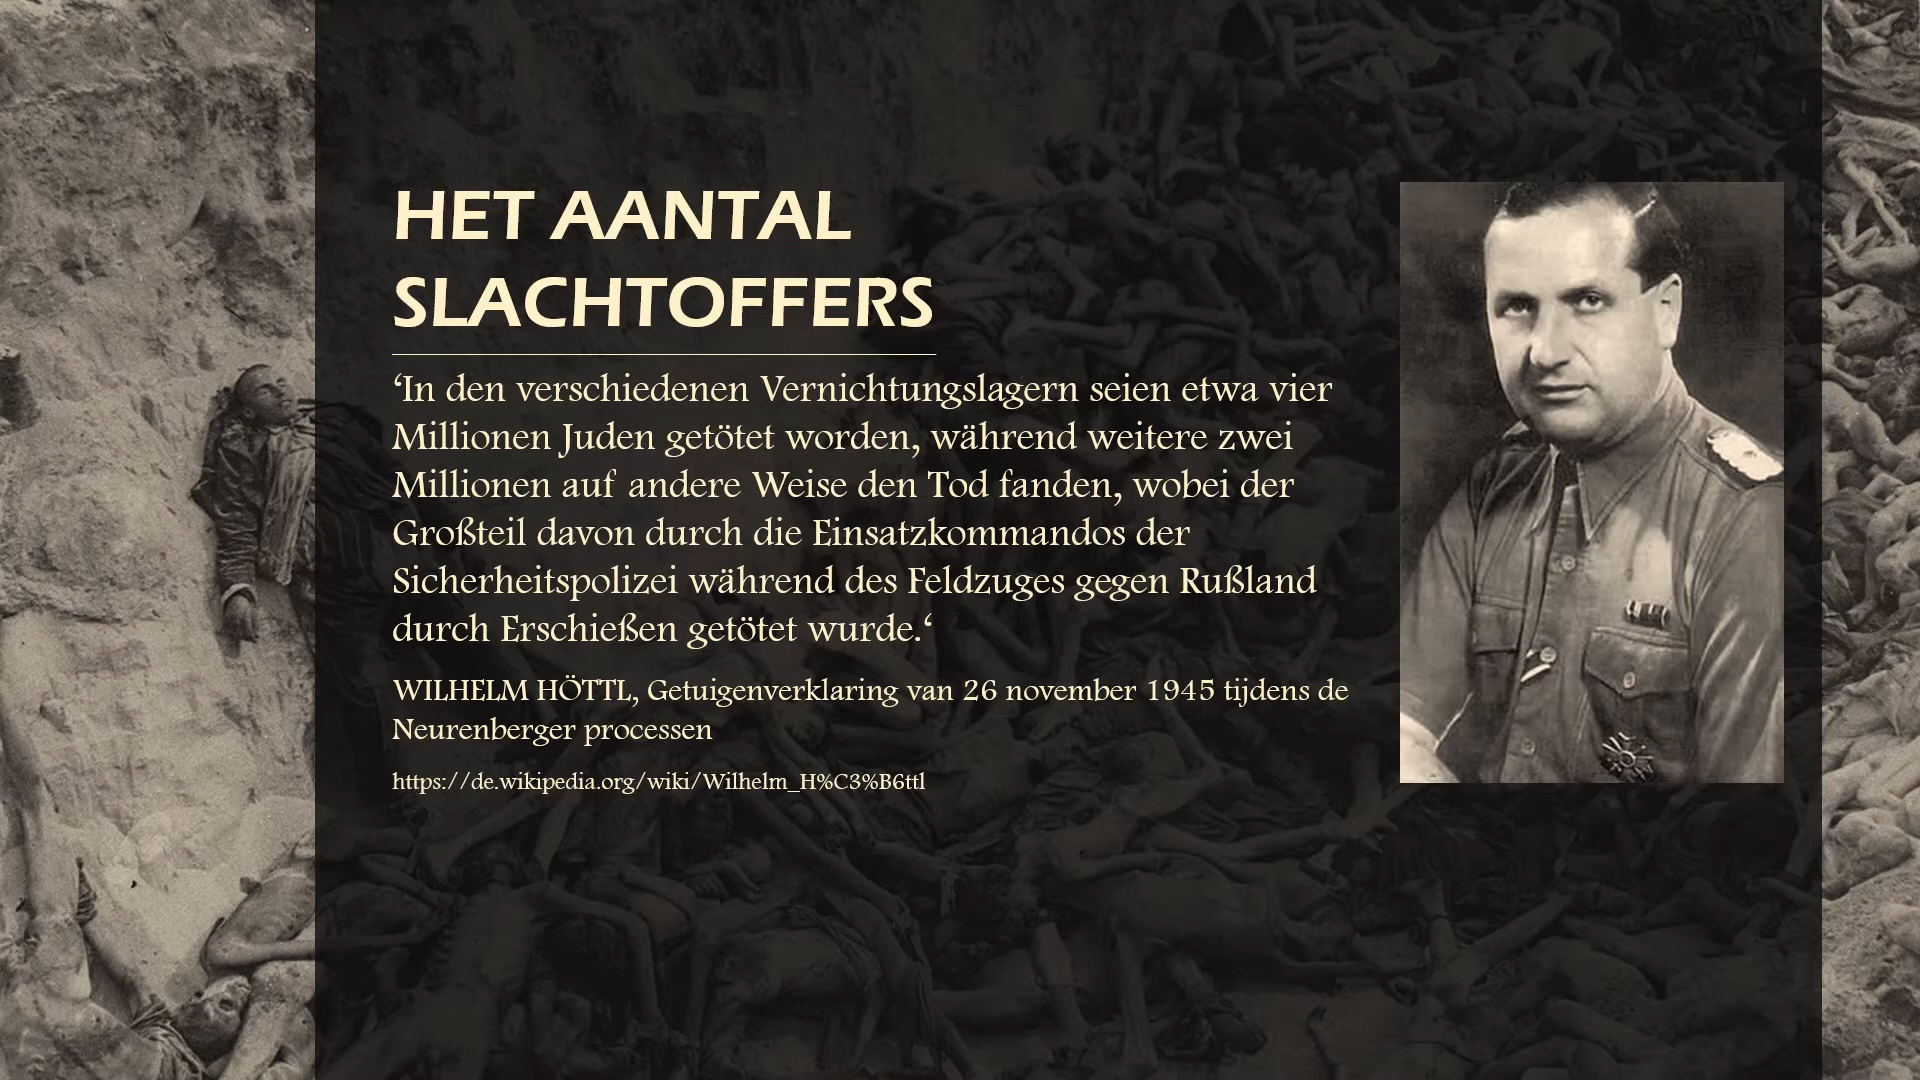 HET AANTAL
SLACHTOFFERS
‘In den verschiedenen Vernichtungslagern seien etwa vier
Millionen Juden getötet worden, während weitere zwei
Millionen auf andere Weise den Tod fanden, wobei der
Großteil davon durch die Einsatzkommandos der
Sicherheitspolizei während des Feldzuges gegen Rußland
durch Erschießen getötet wurde.‘
WILHELM HÖTTL, Getuigenverklaring van 26 november 1945 tijdens de
Neurenberger processen
https://de.wikipedia.org/wiki/Wilhelm_H%C3%B6ttl